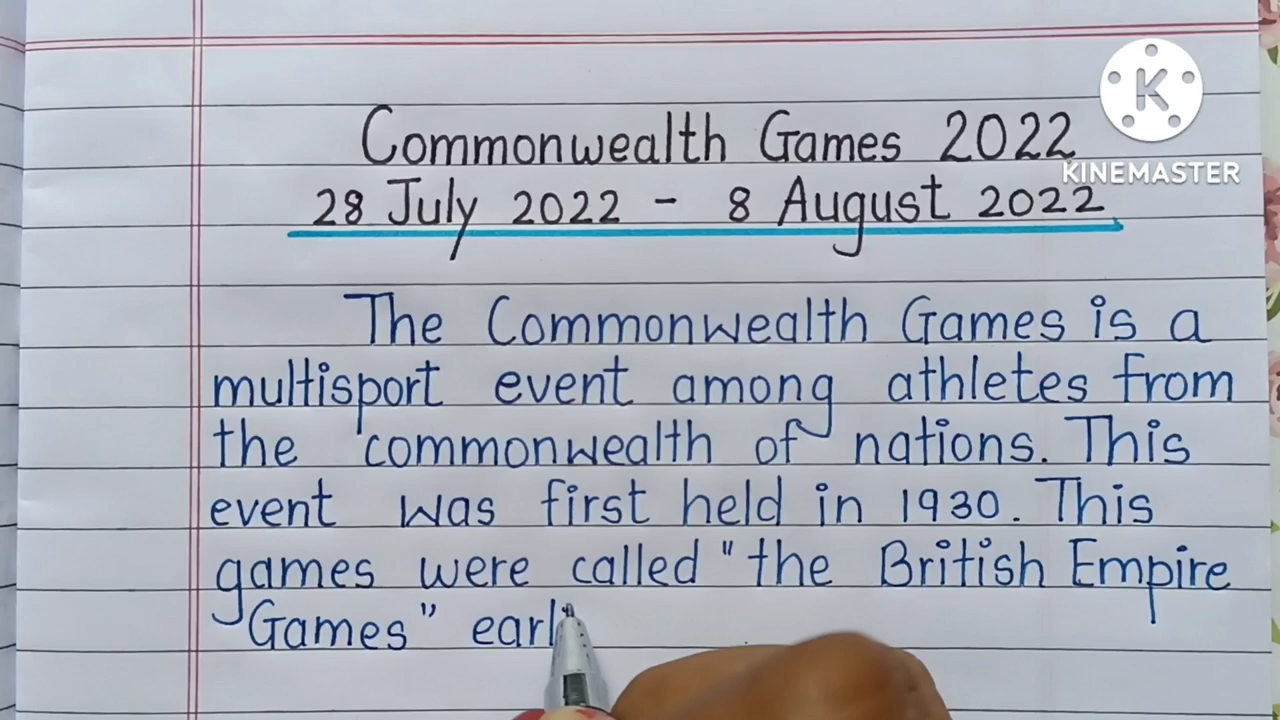 Commonwealth Games 2022
28 July 2022 - 8 August 2022
KINEMASTER
The Commonwealth Games is a
multisport event among athletes from
the commonwealth of nations. This
event was first held in 1930. This
games were called "the British Empire
Games" earl